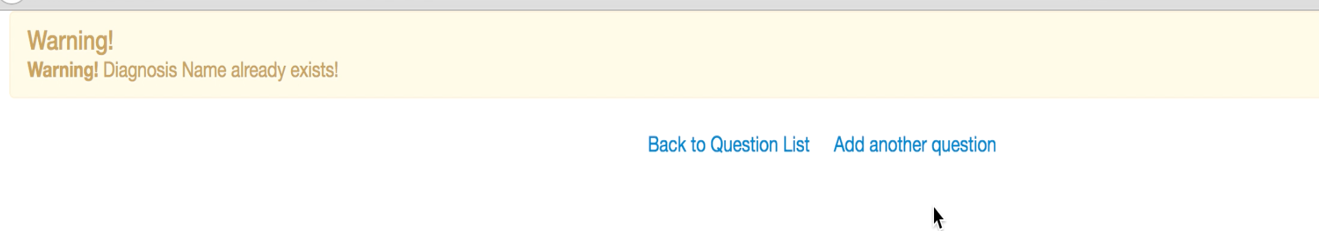 Warning!
Warning! Diagnosis Name already exists!
Back to Question List Add another question